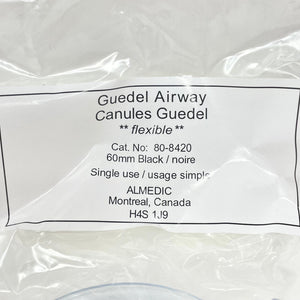 Guedel Airway
Canules Guedel
** flexible **
Cat. No: 80-8420
60mm Black / noire
Single use / usage simple
ALMEDIC
Montreal, Canada
H4S 1J9